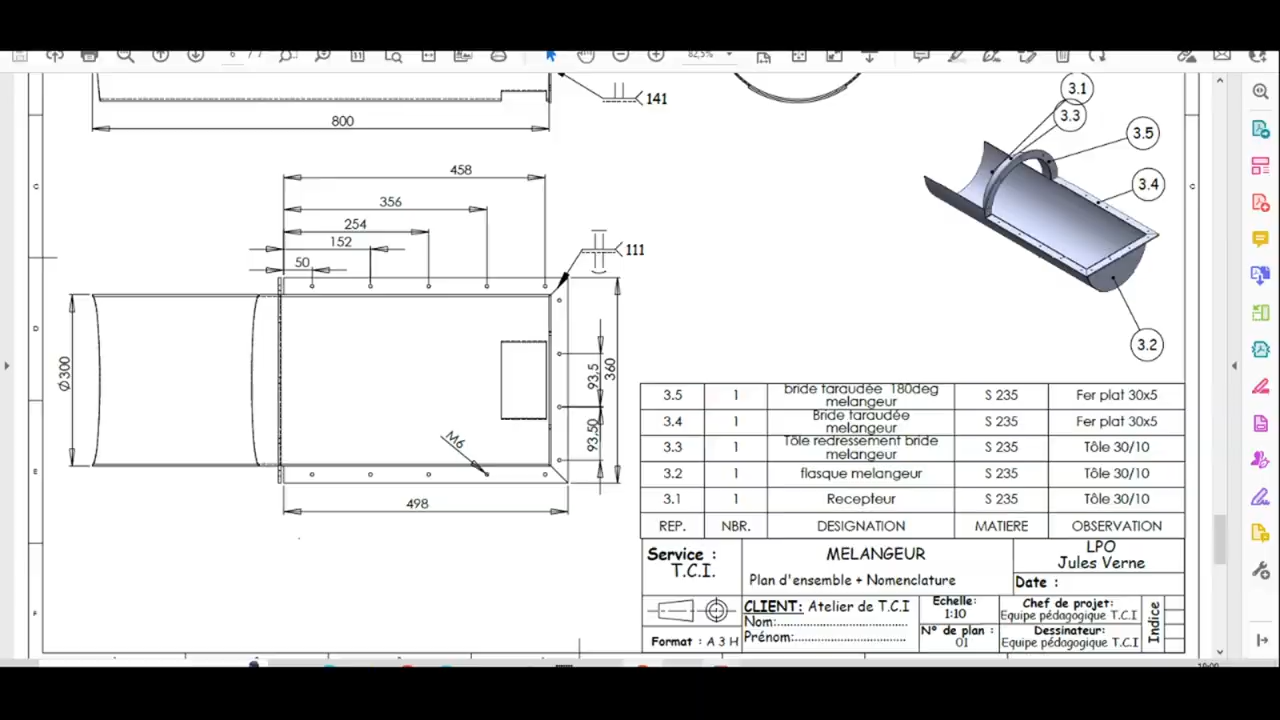 82,5%
141
3.1
3.3
3.5
3.4
3.2
800
458
356
254
152
50
111
Ø300
93.5
360
93.50
M6
498
3.5 1 bride taraudée 180deg melangeur S 235 Fer plat 30x5
3.4 1 Bride taraudée melangeur S 235 Fer plat 30x5
3.3 1 Tôle redressement bride melangeur S 235 Tôle 30/10
3.2 1 flasque melangeur S 235 Tôle 30/10
3.1 1 Recepteur S 235 Tôle 30/10
REP. NBR. DESIGNATION MATIERE OBSERVATION
Service :
T.C.I.
MELANGEUR
Plan d'ensemble + Nomenclature
LPO
Jules Verne
Date :
CLIENT: Atelier de T.C.I
Nom:
Prénom:
Echelle:
1:10
N° de plan :
01
Chef de projet:
Equipe pédagogique T.C.I
Dessinateur:
Equipe pédagogique T.C.I
Indice
Format : A 3 H
C
D
E
F
C